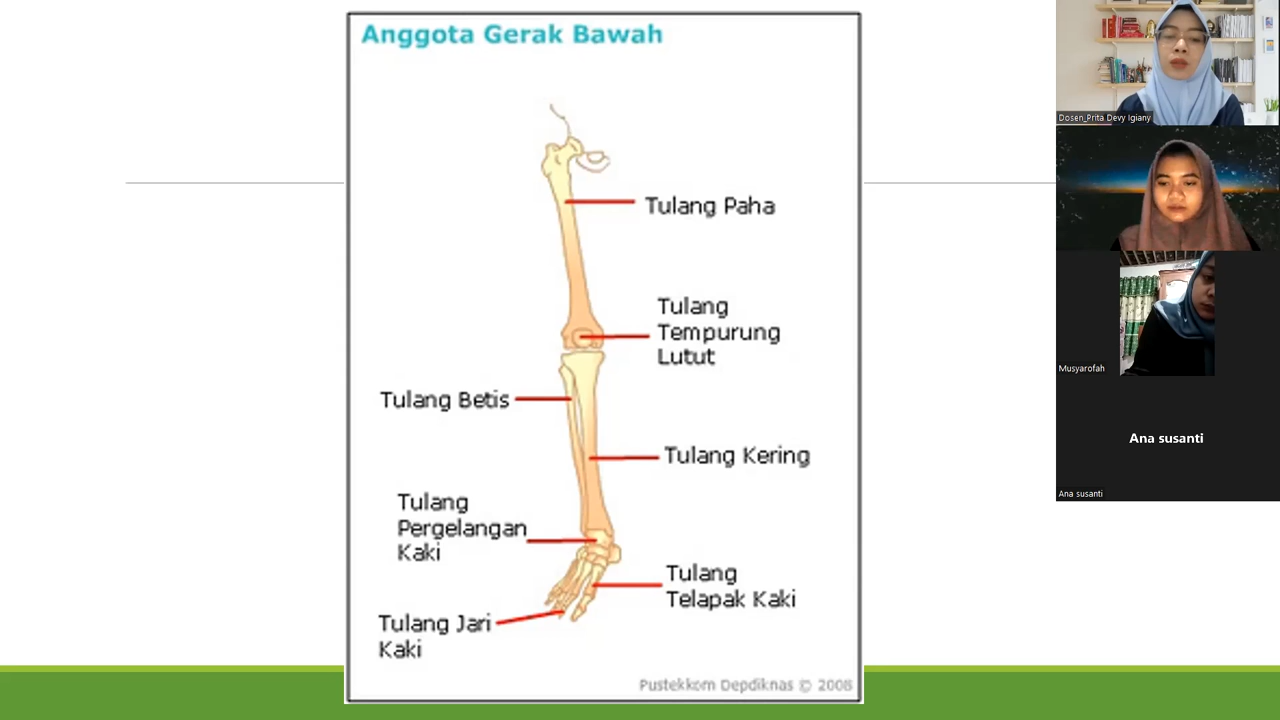 Anggota Gerak Bawah
Tulang Paha
Tulang
Tempurung
Lutut
Tulang Betis
Tulang Kering
Tulang
Pergelangan
Kaki
Tulang
Telapak Kaki
Tulang Jari
Kaki
Pustekkom Depdiknas © 2008
Dosen_Prita Devy Igiany
Musyarofah
Ana susanti
Ana susanti